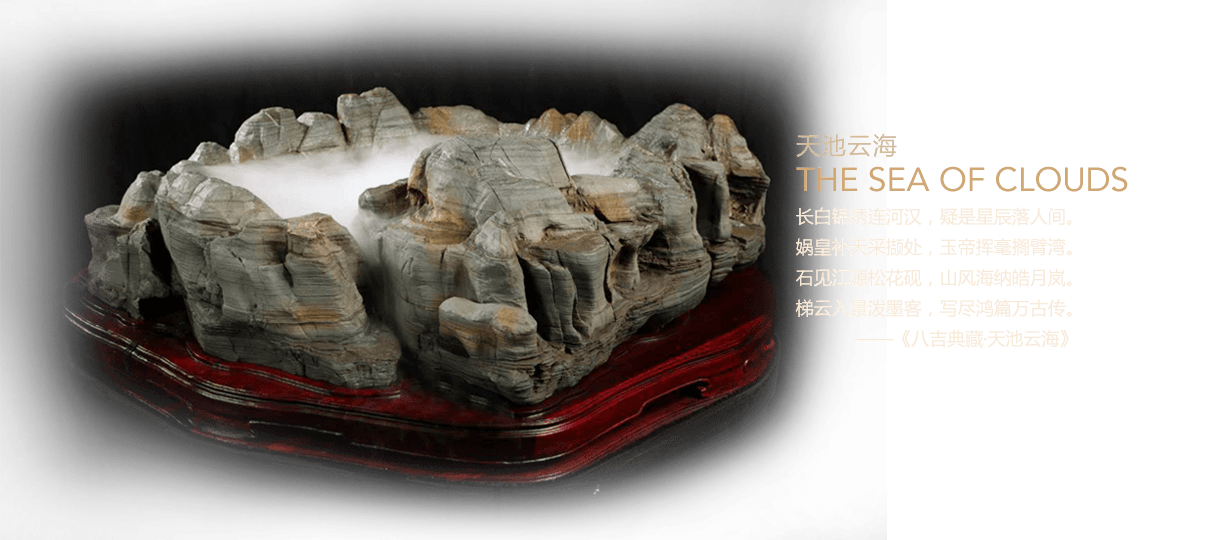 天池云海
THE SEA OF CLOUDS
长白锦绣连河汉，疑是星辰落人间。
娲皇补天采撷处，玉帝挥毫搁臂湾。
石见江源松花砚，山风海纳皓月岚。
梯云入景泼墨客，写尽鸿篇万古传。
——《八吉典藏·天池云海》